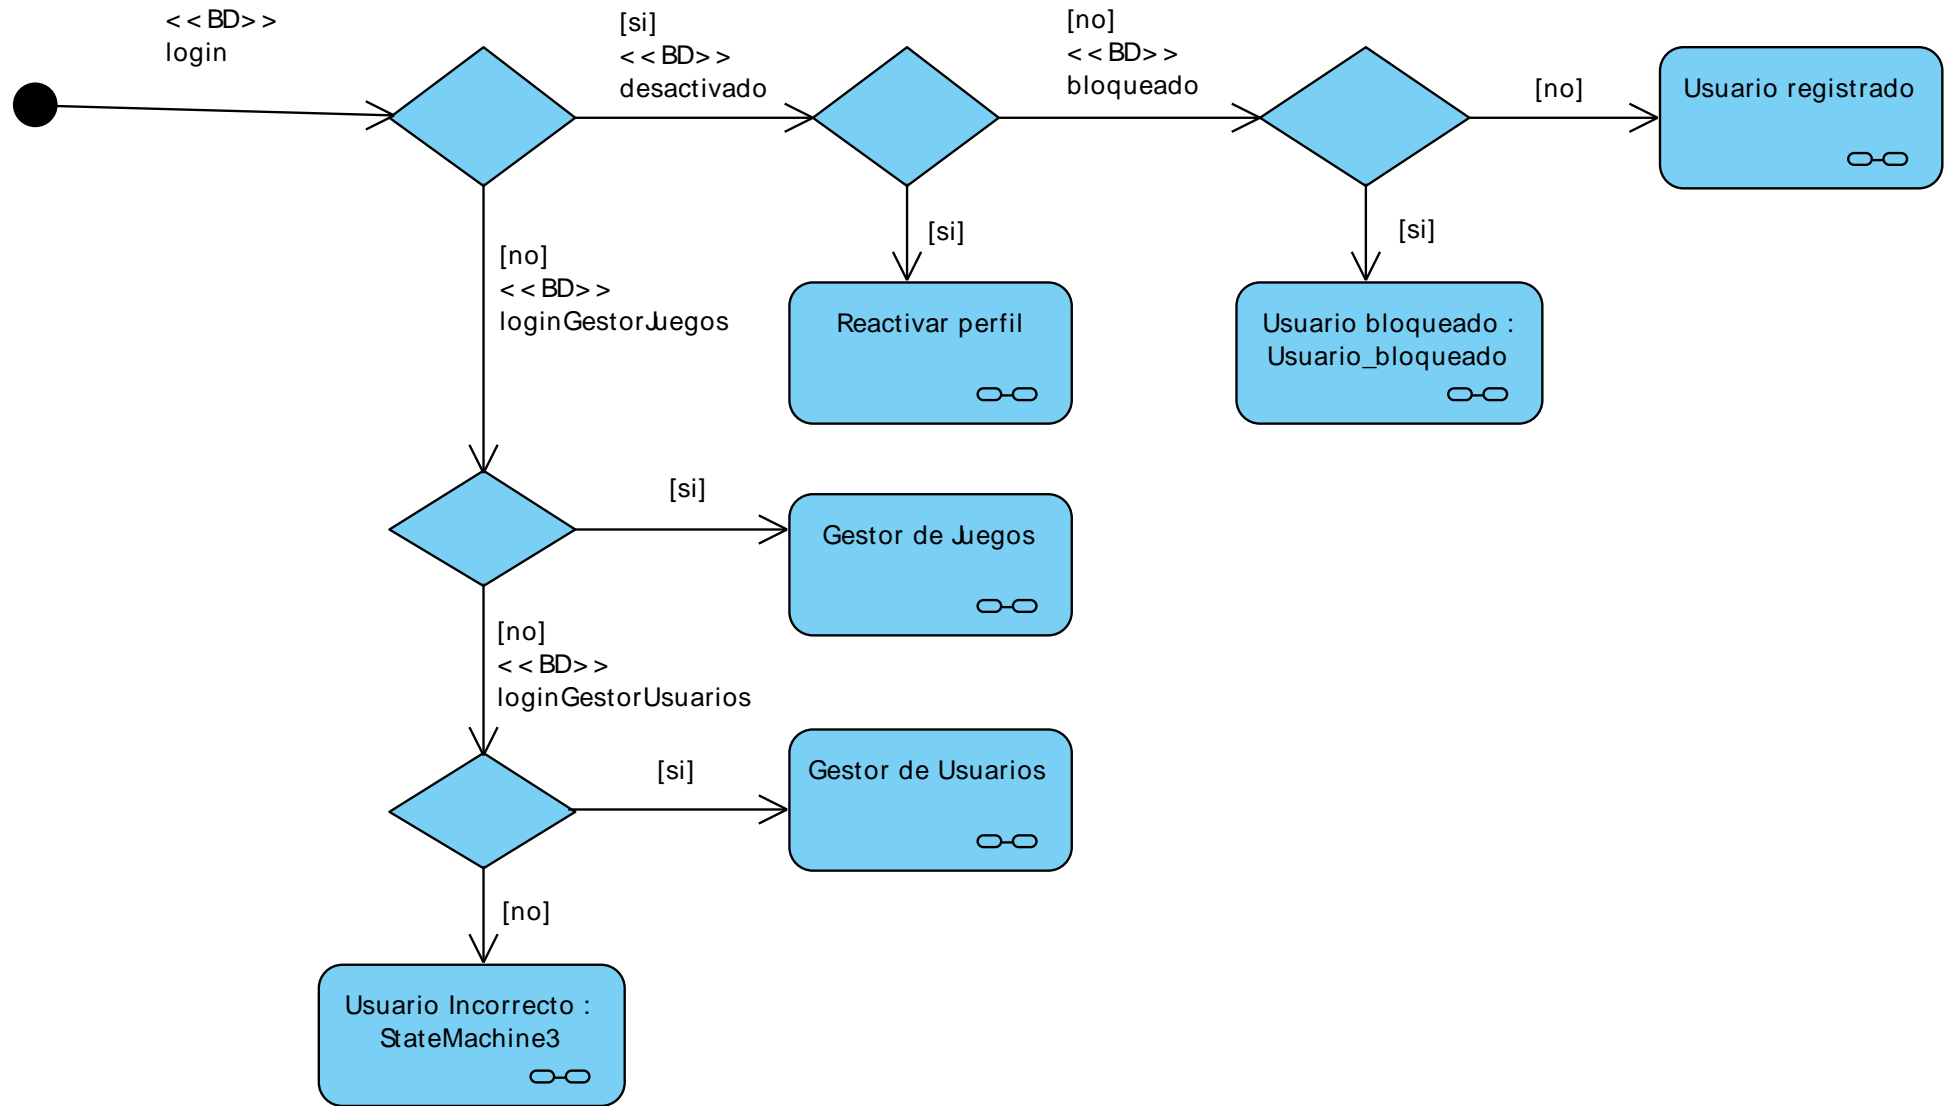 <<BD>>
login
[si]
<<BD>>
desactivado
[no]
<<BD>>
bloqueado
[no]
Usuario registrado
[no]
<<BD>>
loginGestorJuegos
[si]
[si]
Reactivar perfil
Usuario bloqueado :
Usuario_bloqueado
[si]
Gestor de Juegos
[no]
<<BD>>
loginGestorUsuarios
[si]
Gestor de Usuarios
[no]
Usuario Incorrecto :
StateMachine3